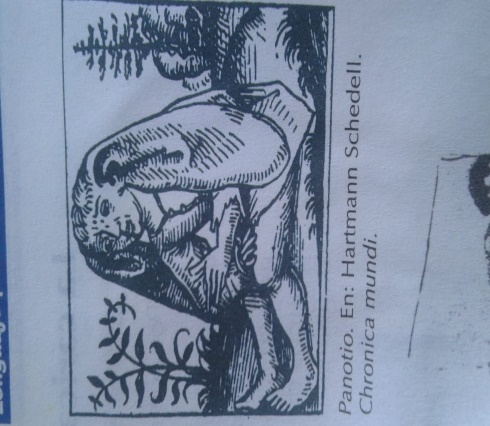 Panotio. En: Hartmann Schedell.
Chronica mundi.